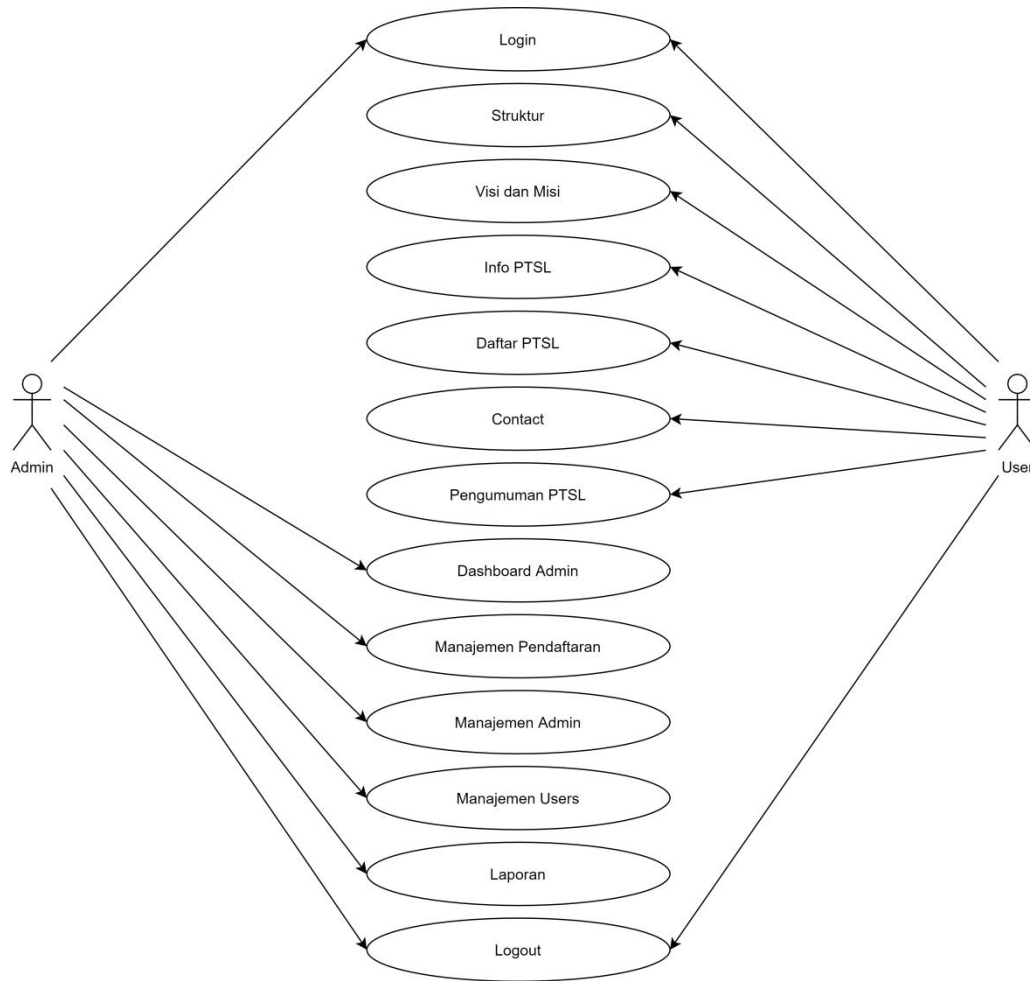 Login
Struktur
Visi dan Misi
Info PTSL
Daftar PTSL
Contact
Admin
User
Pengumuman PTSL
Dashboard Admin
Manajemen Pendaftaran
Manajemen Admin
Manajemen Users
Laporan
Logout